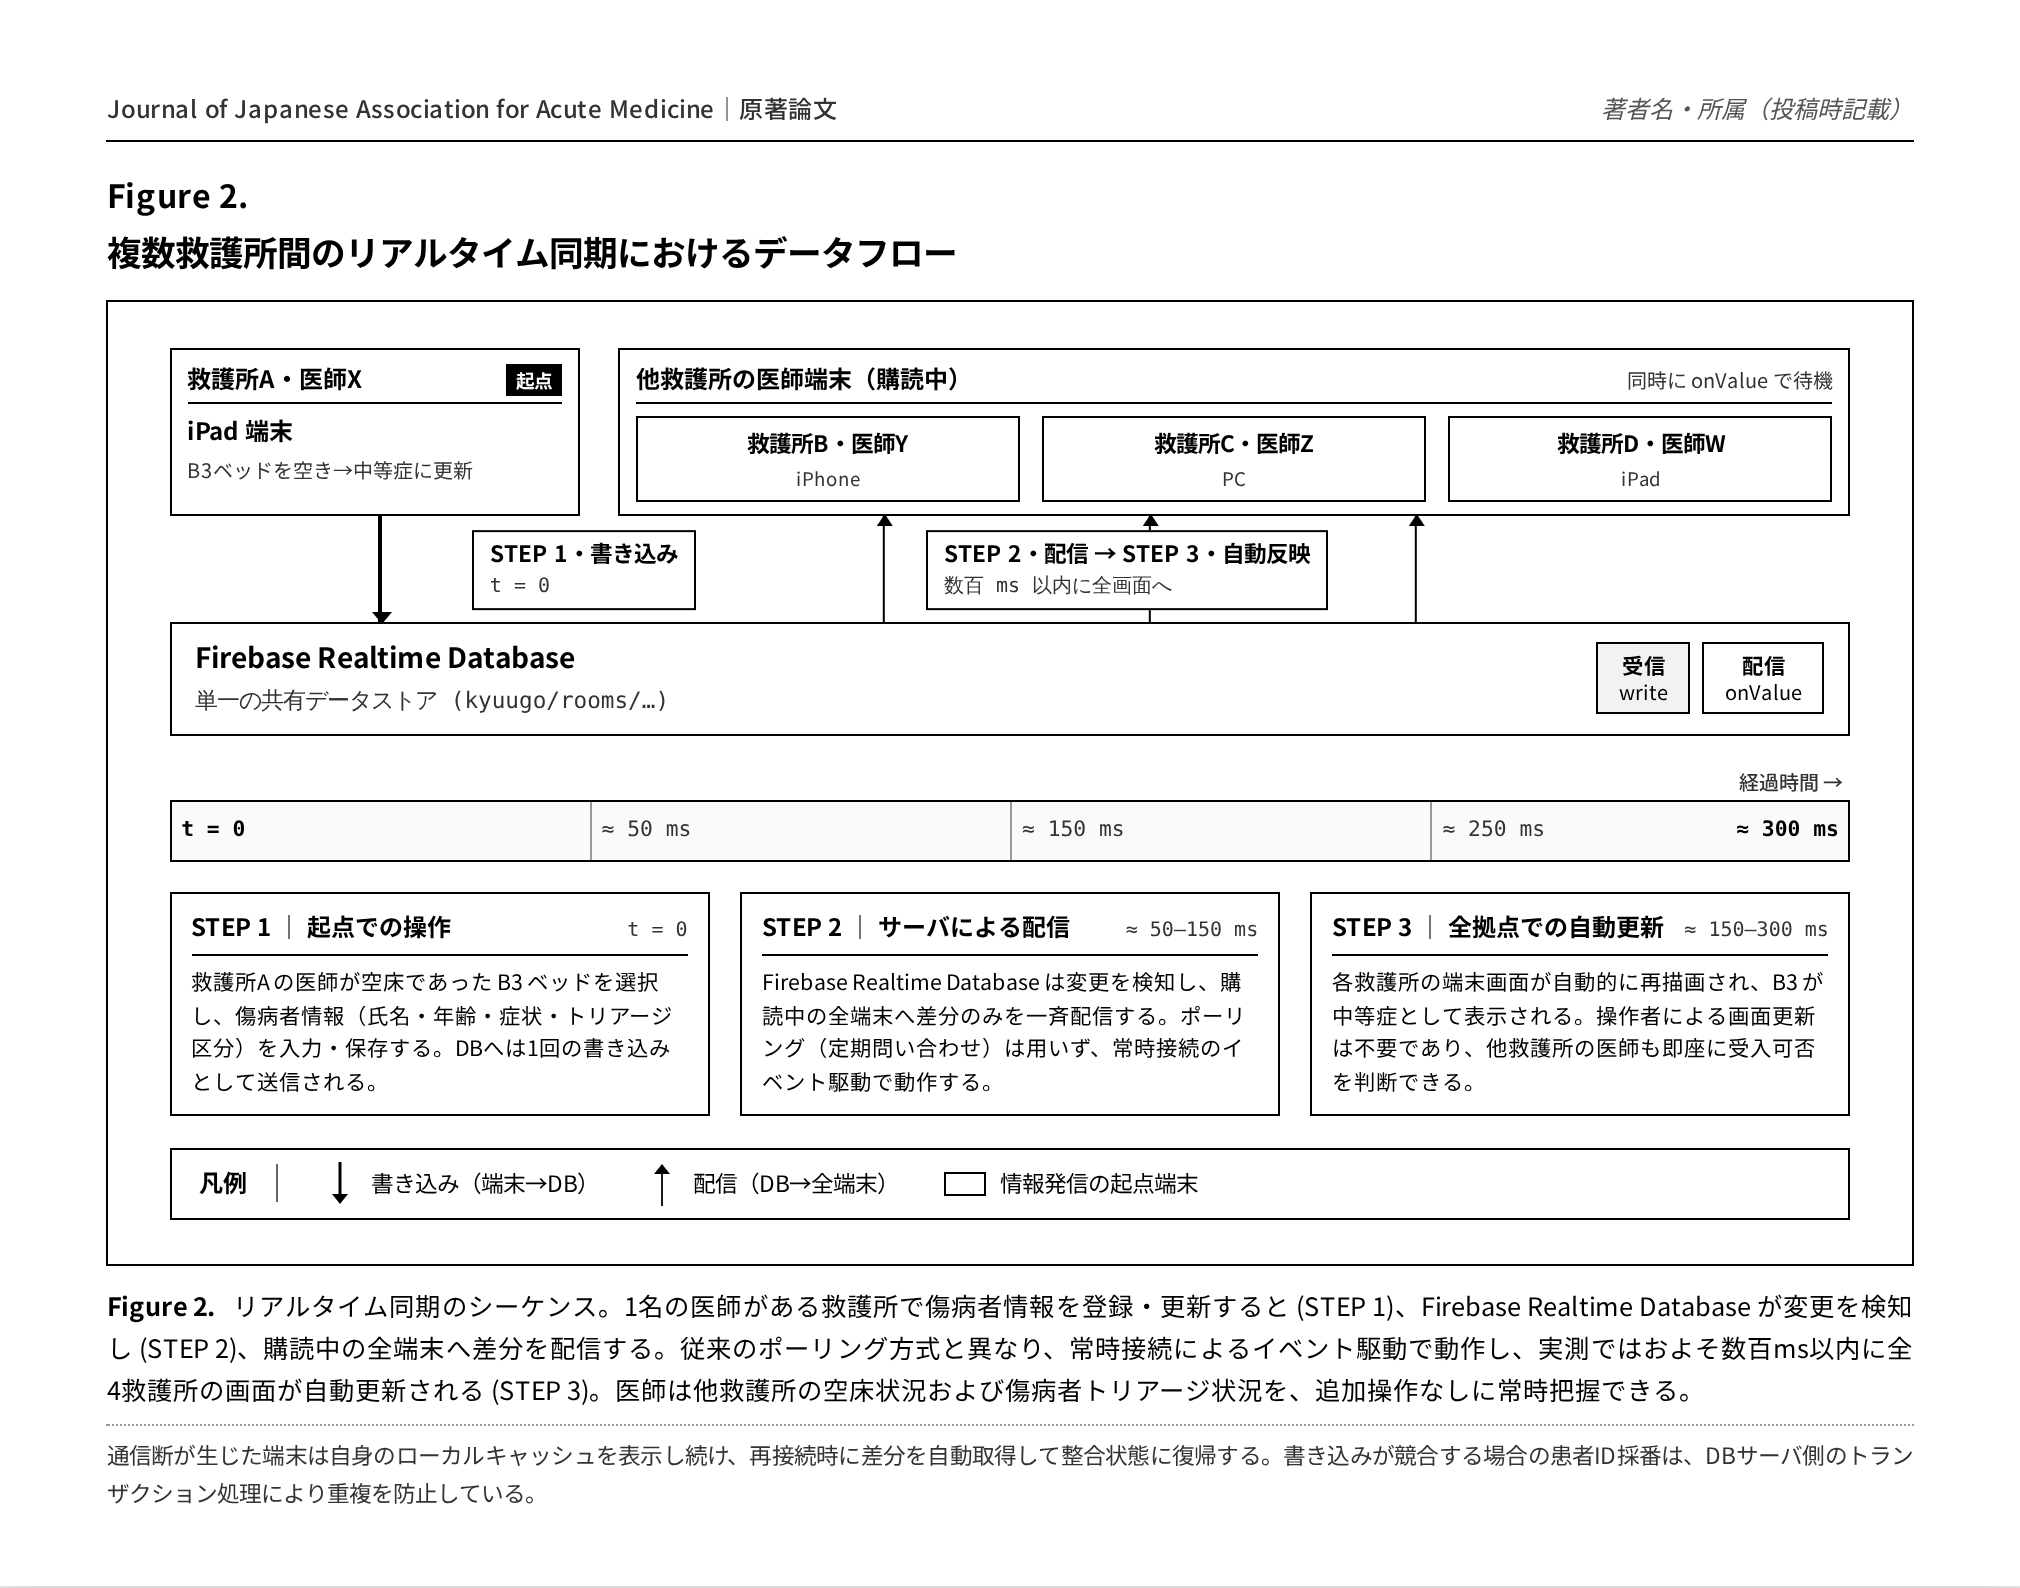 Journal of Japanese Association for Acute Medicine｜原著論文
著者名・所属（投稿時記載）
Figure 2.
複数救護所間のリアルタイム同期におけるデータフロー
救護所A・医師X
起点
iPad 端末
B3ベッドを空き→中等症に更新
他救護所の医師端末（購読中）
同時に onValue で待機
救護所B・医師Y
iPhone
救護所C・医師Z
PC
救護所D・医師W
iPad
STEP 1・書き込み
t = 0
STEP 2・配信 → STEP 3・自動反映
数百 ms 以内に全画面へ
Firebase Realtime Database
単一の共有データストア (kyuugo/rooms/…)
受信
write
配信
onValue
経過時間 →
t = 0
≈ 50 ms
≈ 150 ms
≈ 250 ms
≈ 300 ms
STEP 1｜起点での操作
t = 0
救護所Aの医師が空床であった B3 ベッドを選択
し、傷病者情報（氏名・年齢・症状・トリアージ
区分）を入力・保存する。DBへは1回の書き込み
として送信される。
STEP 2｜サーバによる配信
≈ 50–150 ms
Firebase Realtime Database は変更を検知し、購
読中の全端末へ差分のみを一斉配信する。ポーリ
ング（定期問い合わせ）は用いず、常時接続のイ
ベント駆動で動作する。
STEP 3｜全拠点での自動更新
≈ 150–300 ms
各救護所の端末画面が自動的に再描画され、B3 が
中等症として表示される。操作者による画面更新
は不要であり、他救護所の医師も即座に受入可否
を判断できる。
凡例
書き込み（端末→DB）
配信（DB→全端末）
情報発信の起点端末
Figure 2. リアルタイム同期のシーケンス。1名の医師がある救護所で傷病者情報を登録・更新すると (STEP 1)、Firebase Realtime Database が変更を検知
し (STEP 2)、購読中の全端末へ差分を配信する。従来のポーリング方式と異なり、常時接続によるイベント駆動で動作し、実測ではおよそ数百ms以内に全
4救護所の画面が自動更新される (STEP 3)。医師は他救護所の空床状況および傷病者トリアージ状況を、追加操作なしに常時把握できる。
通信断が生じた端末は自身のローカルキャッシュを表示し続け、再接続時に差分を自動取得して整合状態に復帰する。書き込みが競合する場合の患者ID採番は、DBサーバ側のトラン
ザクション処理により重複を防止している。